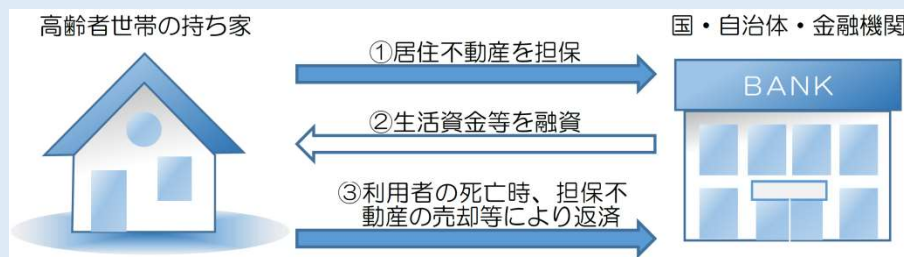 高齢者世帯の持ち家
国・自治体・金融機関
①居住不動産を担保
BANK
②生活資金等を融資
③利用者の死亡時、担保不
動産の売却等により返済